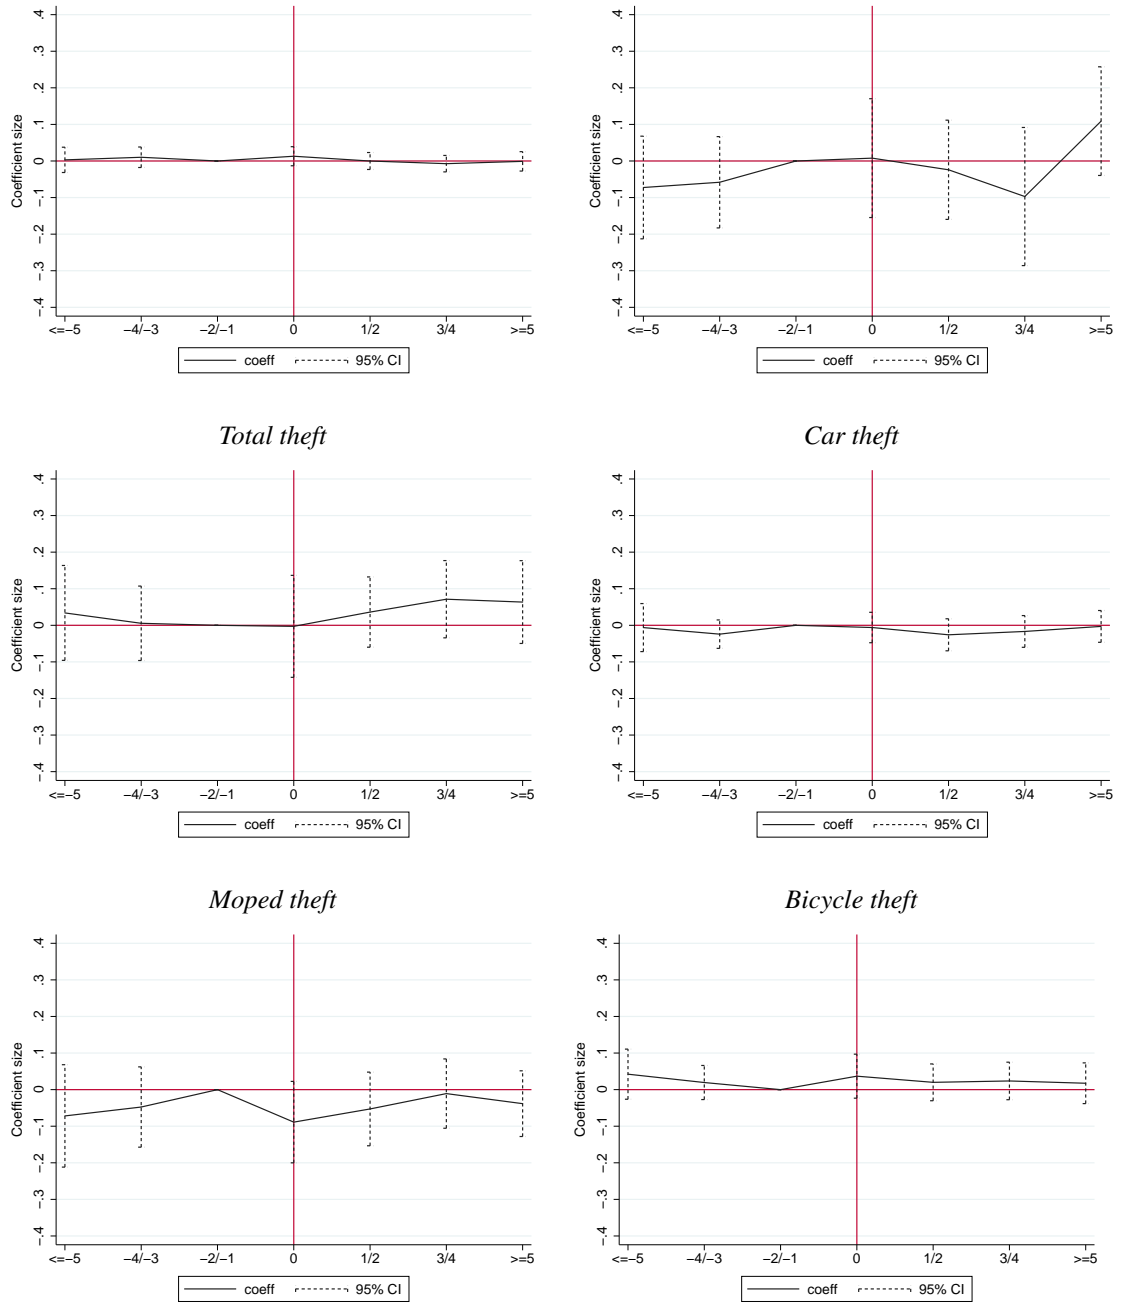 .4
.3
.2
.1
0
−.1
−.2
−.3
−.4
Coefficient size
<=−5 −4/−3 −2/−1 0 1/2 3/4 >=5
coeff 95% CI
.4
.3
.2
.1
0
−.1
−.2
−.3
−.4
Coefficient size
<=−5 −4/−3 −2/−1 0 1/2 3/4 >=5
coeff 95% CI
Total theft
.4
.3
.2
.1
0
−.1
−.2
−.3
−.4
Coefficient size
<=−5 −4/−3 −2/−1 0 1/2 3/4 >=5
coeff 95% CI
Car theft
.4
.3
.2
.1
0
−.1
−.2
−.3
−.4
Coefficient size
<=−5 −4/−3 −2/−1 0 1/2 3/4 >=5
coeff 95% CI
Moped theft
.4
.3
.2
.1
0
−.1
−.2
−.3
−.4
Coefficient size
<=−5 −4/−3 −2/−1 0 1/2 3/4 >=5
coeff 95% CI
Bicycle theft
.4
.3
.2
.1
0
−.1
−.2
−.3
−.4
Coefficient size
<=−5 −4/−3 −2/−1 0 1/2 3/4 >=5
coeff 95% CI